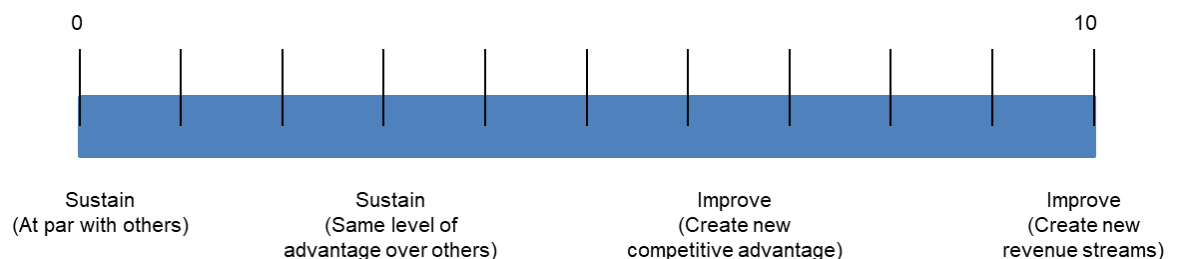 0
10
Sustain
(At par with others)
Sustain
(Same level of
advantage over others)
Improve
(Create new
competitive advantage)
Improve
(Create new
revenue streams)